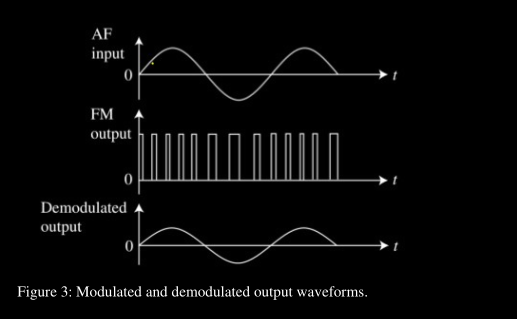 AF
input
0
t
FM
output
0
t
Demodulated
output
0
t
Figure 3: Modulated and demodulated output waveforms.